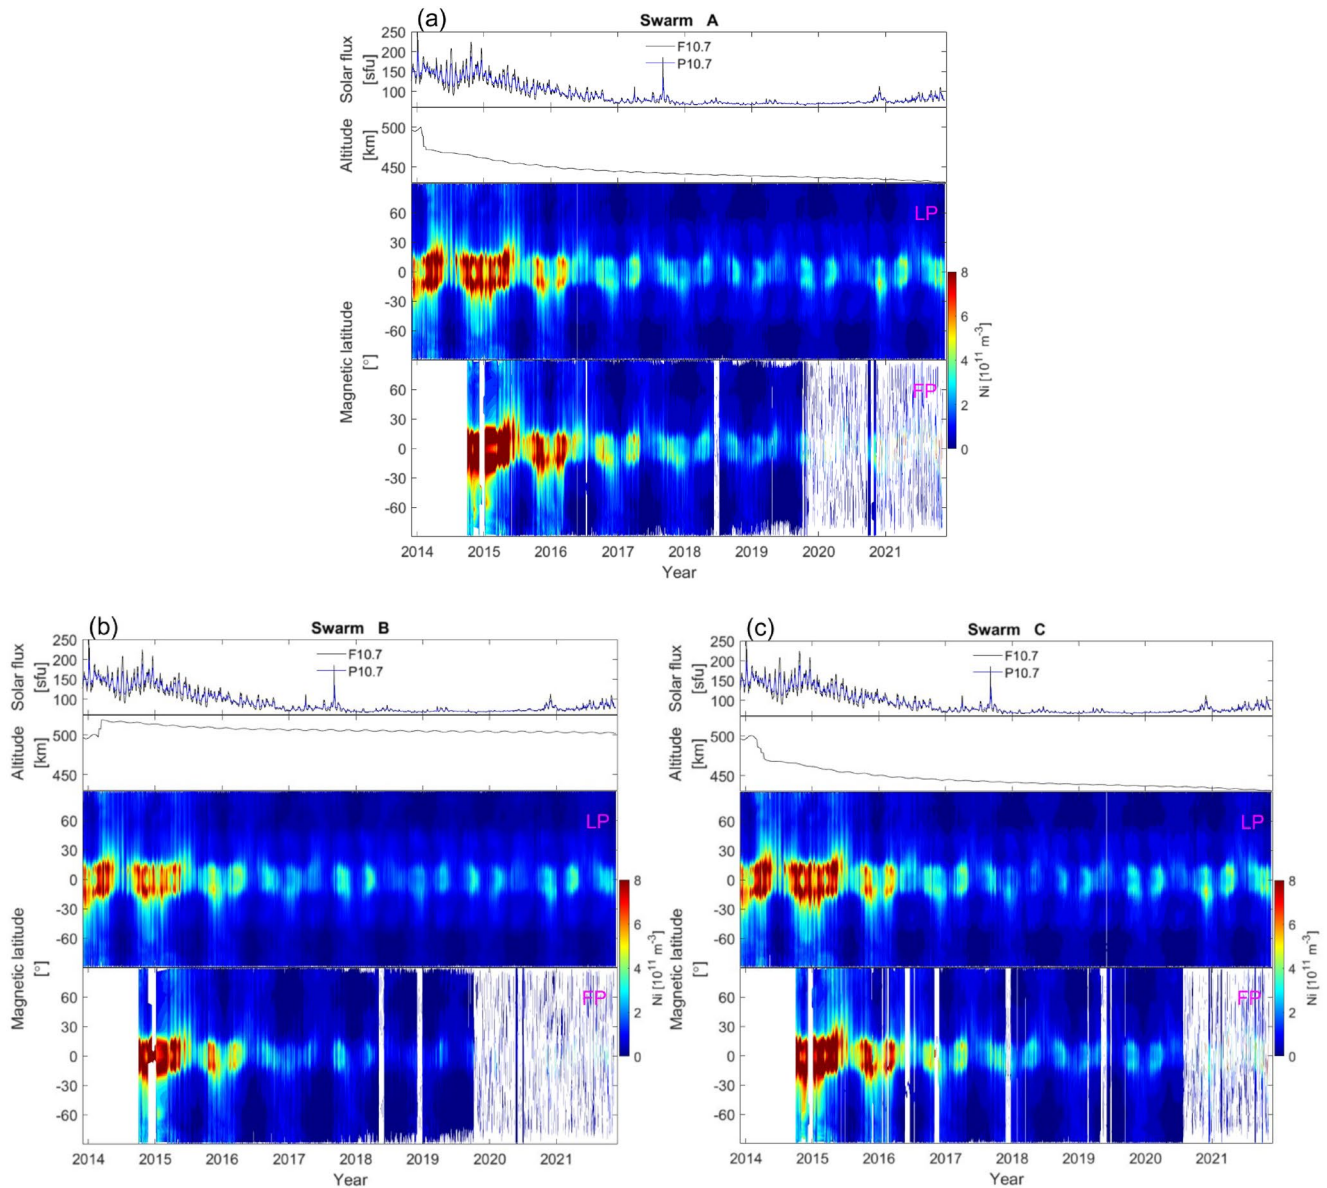 (a)
Swarm A
F10.7
P10.7
Solar flux
[sfu]
250
200
150
100
Altitude
[km]
500
450
LP
Magnetic latitude
[°]
60
30
0
-30
-60
FP
60
30
0
-30
-60
8
6
4
2
0
Ni [10¹¹ m⁻³]
2014 2015 2016 2017 2018 2019 2020 2021
Year
(b)
Swarm B
F10.7
P10.7
Solar flux
[sfu]
250
200
150
100
Altitude
[km]
500
450
LP
Magnetic latitude
[°]
60
30
0
-30
-60
FP
60
30
0
-30
-60
8
6
4
2
0
Ni [10¹¹ m⁻³]
2014 2015 2016 2017 2018 2019 2020 2021
Year
(c)
Swarm C
F10.7
P10.7
Solar flux
[sfu]
250
200
150
100
Altitude
[km]
500
450
LP
Magnetic latitude
[°]
60
30
0
-30
-60
FP
60
30
0
-30
-60
8
6
4
2
0
Ni [10¹¹ m⁻³]
2014 2015 2016 2017 2018 2019 2020 2021
Year